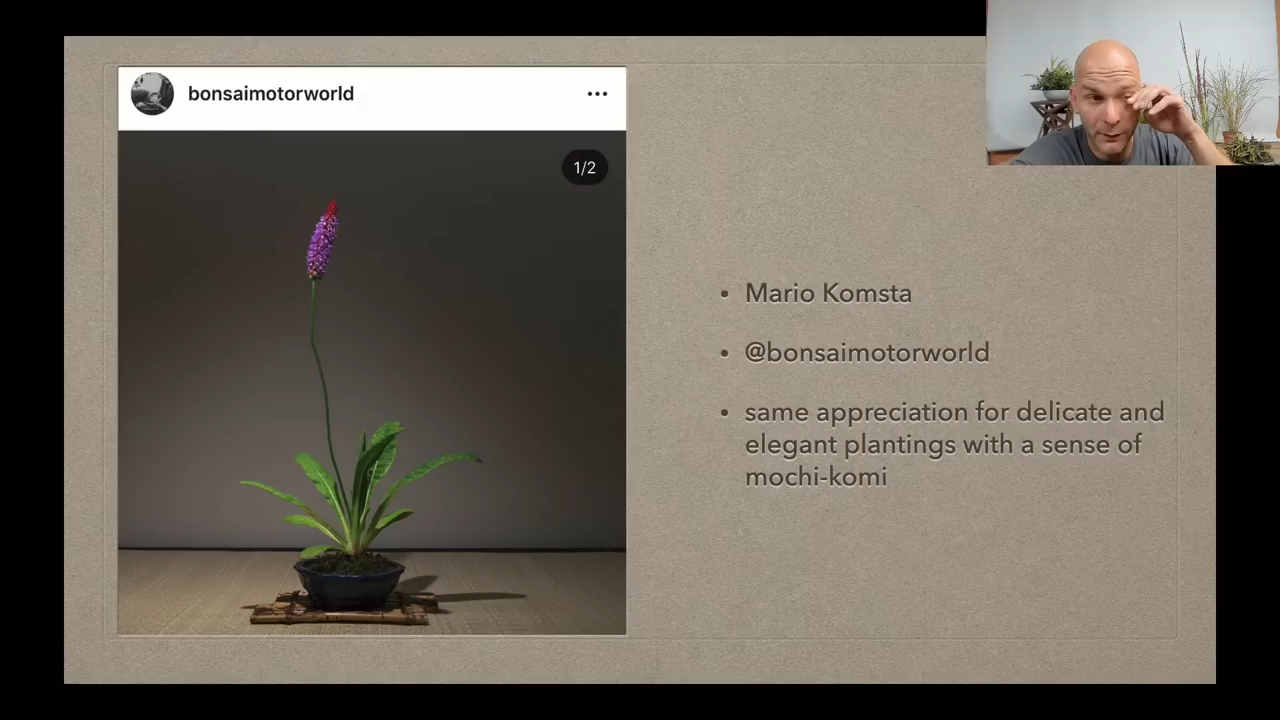 bonsaimotorworld
1/2
• Mario Komsta
• @bonsaimotorworld
• same appreciation for delicate and
elegant plantings with a sense of
mochi-komi